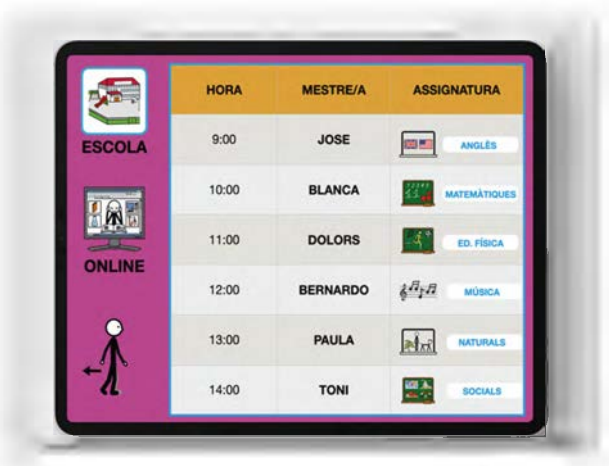 ESCOLA
ONLINE
HORA MESTRE/A ASSIGNATURA
9:00 JOSE ANGLÈS
10:00 BLANCA MATEMÀTIQUES
11:00 DOLORS ED. FÍSICA
12:00 BERNARDO MÚSICA
13:00 PAULA NATURALS
14:00 TONI SOCIALS